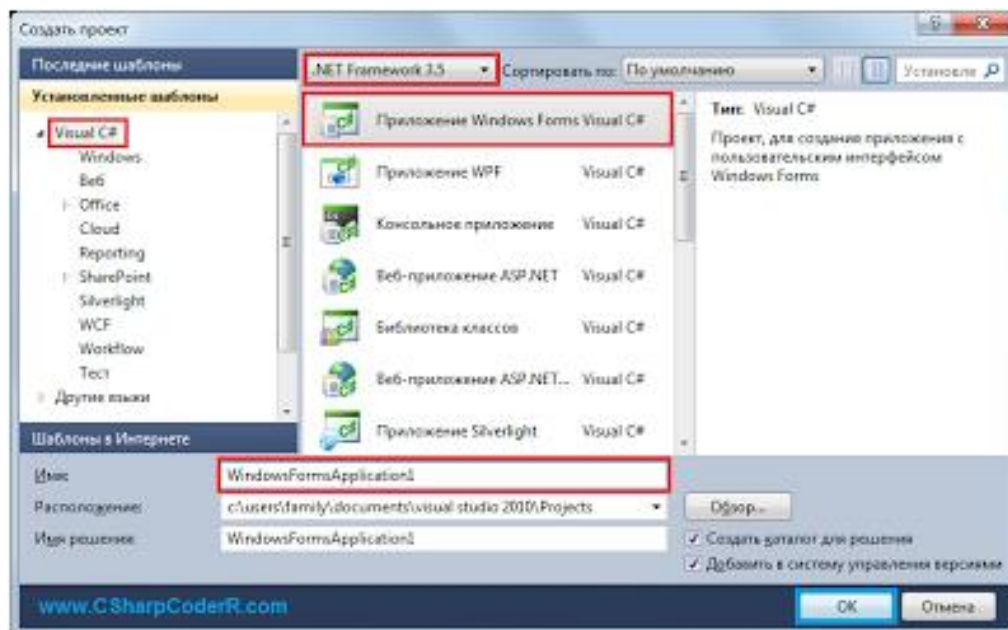 Создать проект
Последние шаблоны
.NET Framework 3.5
Сортировать по: По умолчанию
Установле
Установленные шаблоны
Visual C#
Windows
Веб
Office
Cloud
Reporting
SharePoint
Silverlight
WCF
Workflow
Тест
Другие языки
Шаблоны в Интернете
Приложение Windows Forms Visual C#
Приложение WPF Visual C#
Консольное приложение Visual C#
Веб-приложение ASP.NET Visual C#
Библиотека классов Visual C#
Веб-приложение ASP.NET... Visual C#
Приложение Silverlight Visual C#
Тип: Visual C#
Проект, для создания приложения с
пользовательским интерфейсом
Windows Forms
Имя: WindowsFormsApplication1
Расположение: c:\users\family\documents\visual studio 2010\Projects
Обзор...
Имя решения: WindowsFormsApplication1
Создать каталог для решения
Добавить в систему управления версиями
www.CSharpCoderR.com
OK
Отмена